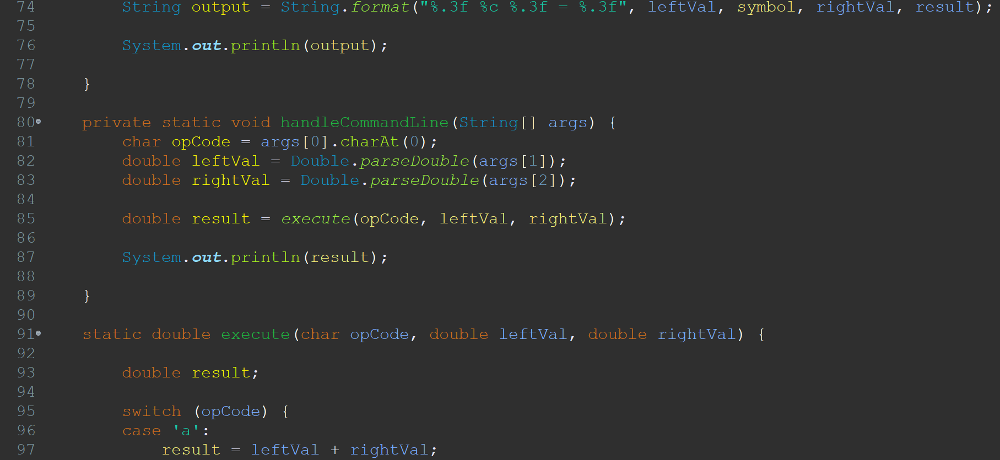 74 String output = String.format("%.3f %c %.3f = %.3f", leftVal, symbol, rightVal, result);
75
76 System.out.println(output);
77
78 }
79
80 private static void handleCommandLine(String[] args) {
81 char opCode = args[0].charAt(0);
82 double leftVal = Double.parseDouble(args[1]);
83 double rightVal = Double.parseDouble(args[2]);
84
85 double result = execute(opCode, leftVal, rightVal);
86
87 System.out.println(result);
88
89 }
90
91 static double execute(char opCode, double leftVal, double rightVal) {
92
93 double result;
94
95 switch (opCode) {
96 case 'a':
97 result = leftVal + rightVal;